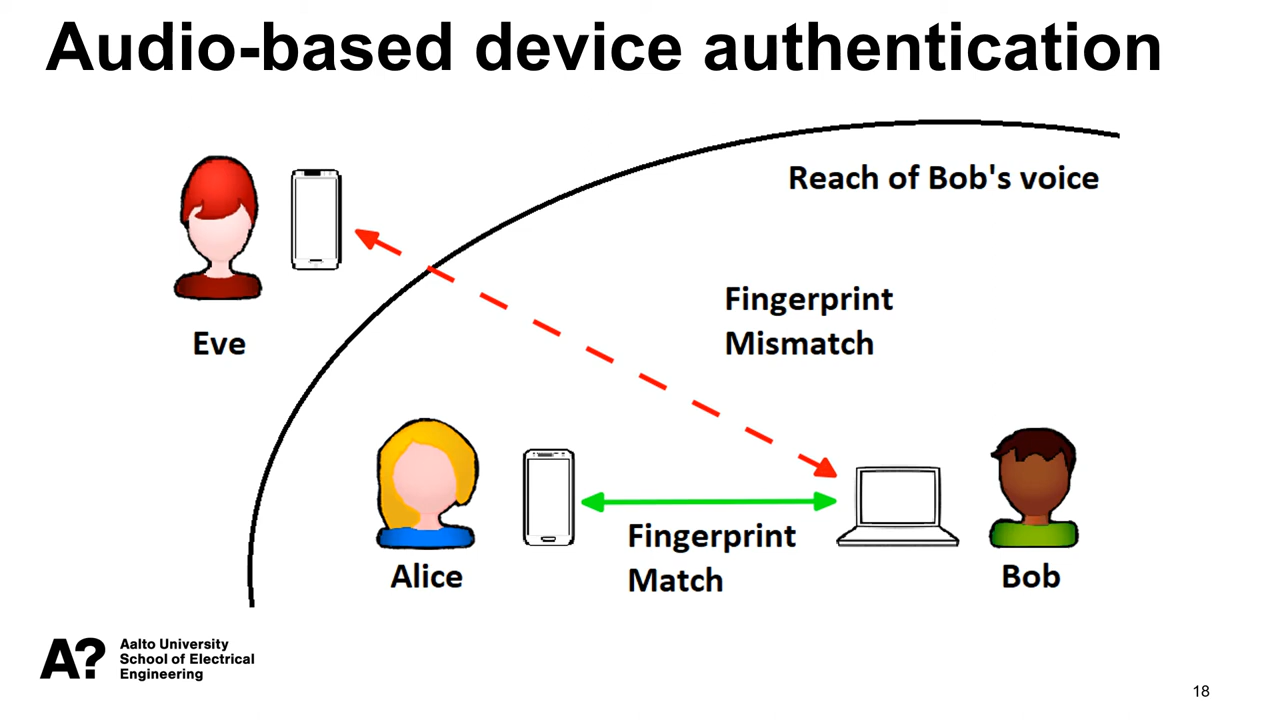 Audio-based device authentication
Reach of Bob's voice
Fingerprint
Mismatch
Eve
Fingerprint
Match
Alice
Bob
A?
Aalto University
School of Electrical
Engineering
18